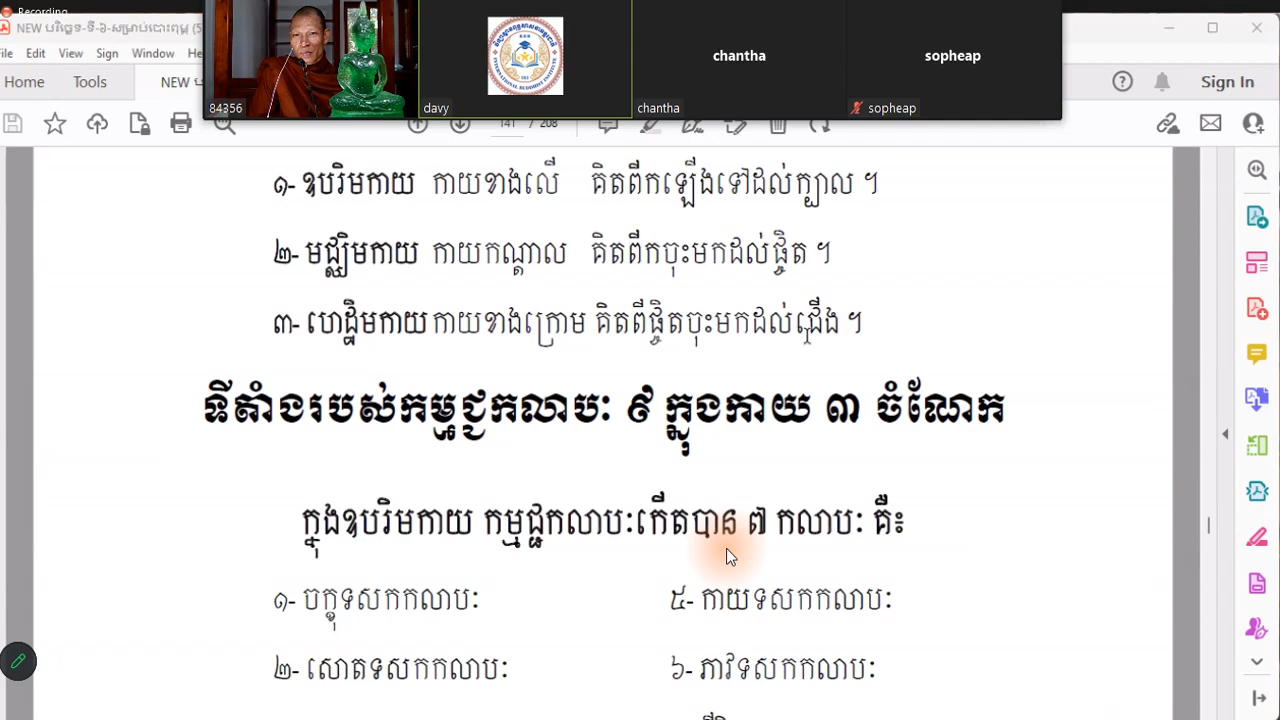 Recording
NEW បរិច្ឆេទ-ទី-៦-សម្រាប់បោះពុម្ព (5
File Edit View Sign Window
84356
davy
chantha
chantha
sopheap
sopheap
Home Tools NEW ប
Sign In
141 / 208
១- ឧបរិមកាយ កាយខាងលើ គិតពីកឡើងទៅដល់ក្បាល ។
២- មជ្ឈិមកាយ កាយកណ្តាល គិតពីកចុះមកដល់ផ្ចិត ។
៣- ហេដ្ឋិមកាយ កាយខាងក្រោម គិតពីផ្ចិតចុះមកដល់ជើង ។
ទីតាំងរបស់កម្មជ្ជកលាបៈ ៩ ក្នុងកាយ ៣ ចំណែក
ក្នុងឧបរិមកាយ កម្មជ្ជកលាបៈកើតបាន ៧ កលាបៈ គឺ៖
១- ចក្ខុទសកកលាបៈ
៥- កាយទសកកលាបៈ
២- សោតទសកកលាបៈ
៦- ភាវទសកកលាបៈ